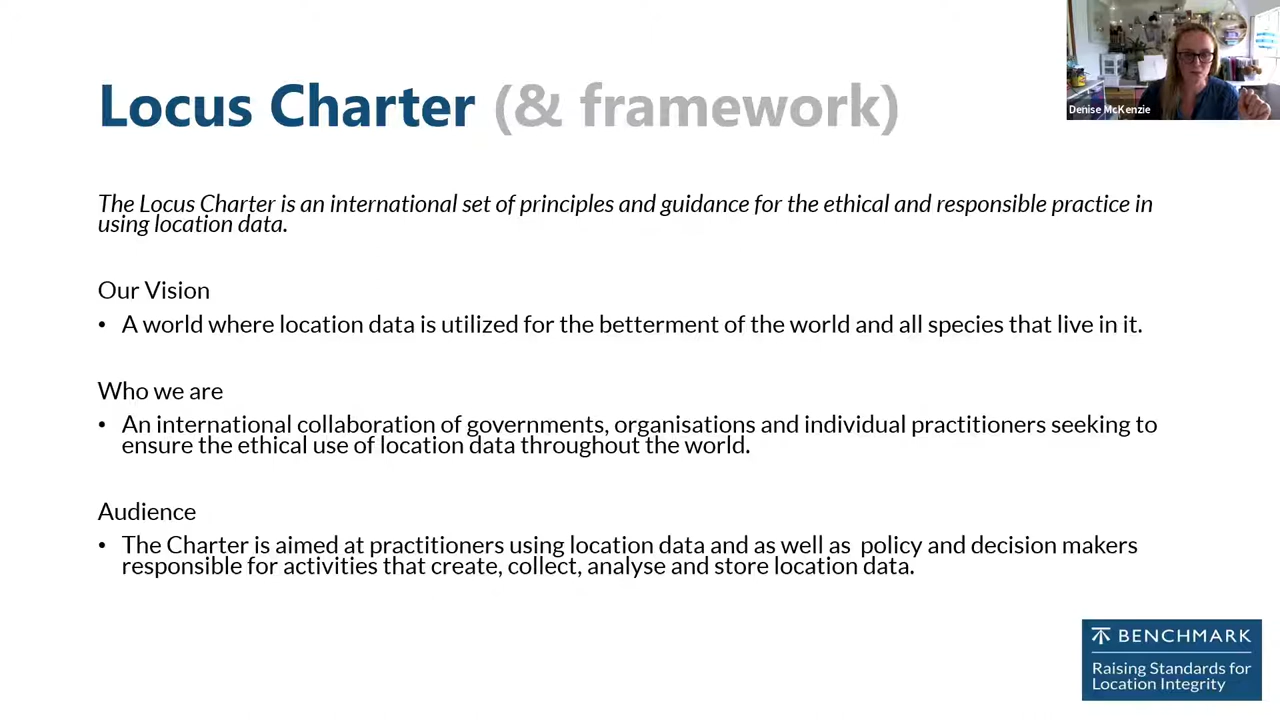 Locus Charter (& framework)
Denise McKenzie
The Locus Charter is an international set of principles and guidance for the ethical and responsible practice in
using location data.
Our Vision
• A world where location data is utilized for the betterment of the world and all species that live in it.
Who we are
• An international collaboration of governments, organisations and individual practitioners seeking to
ensure the ethical use of location data throughout the world.
Audience
• The Charter is aimed at practitioners using location data and as well as  policy and decision makers
responsible for activities that create, collect, analyse and store location data.
BENCHMARK
Raising Standards for
Location Integrity